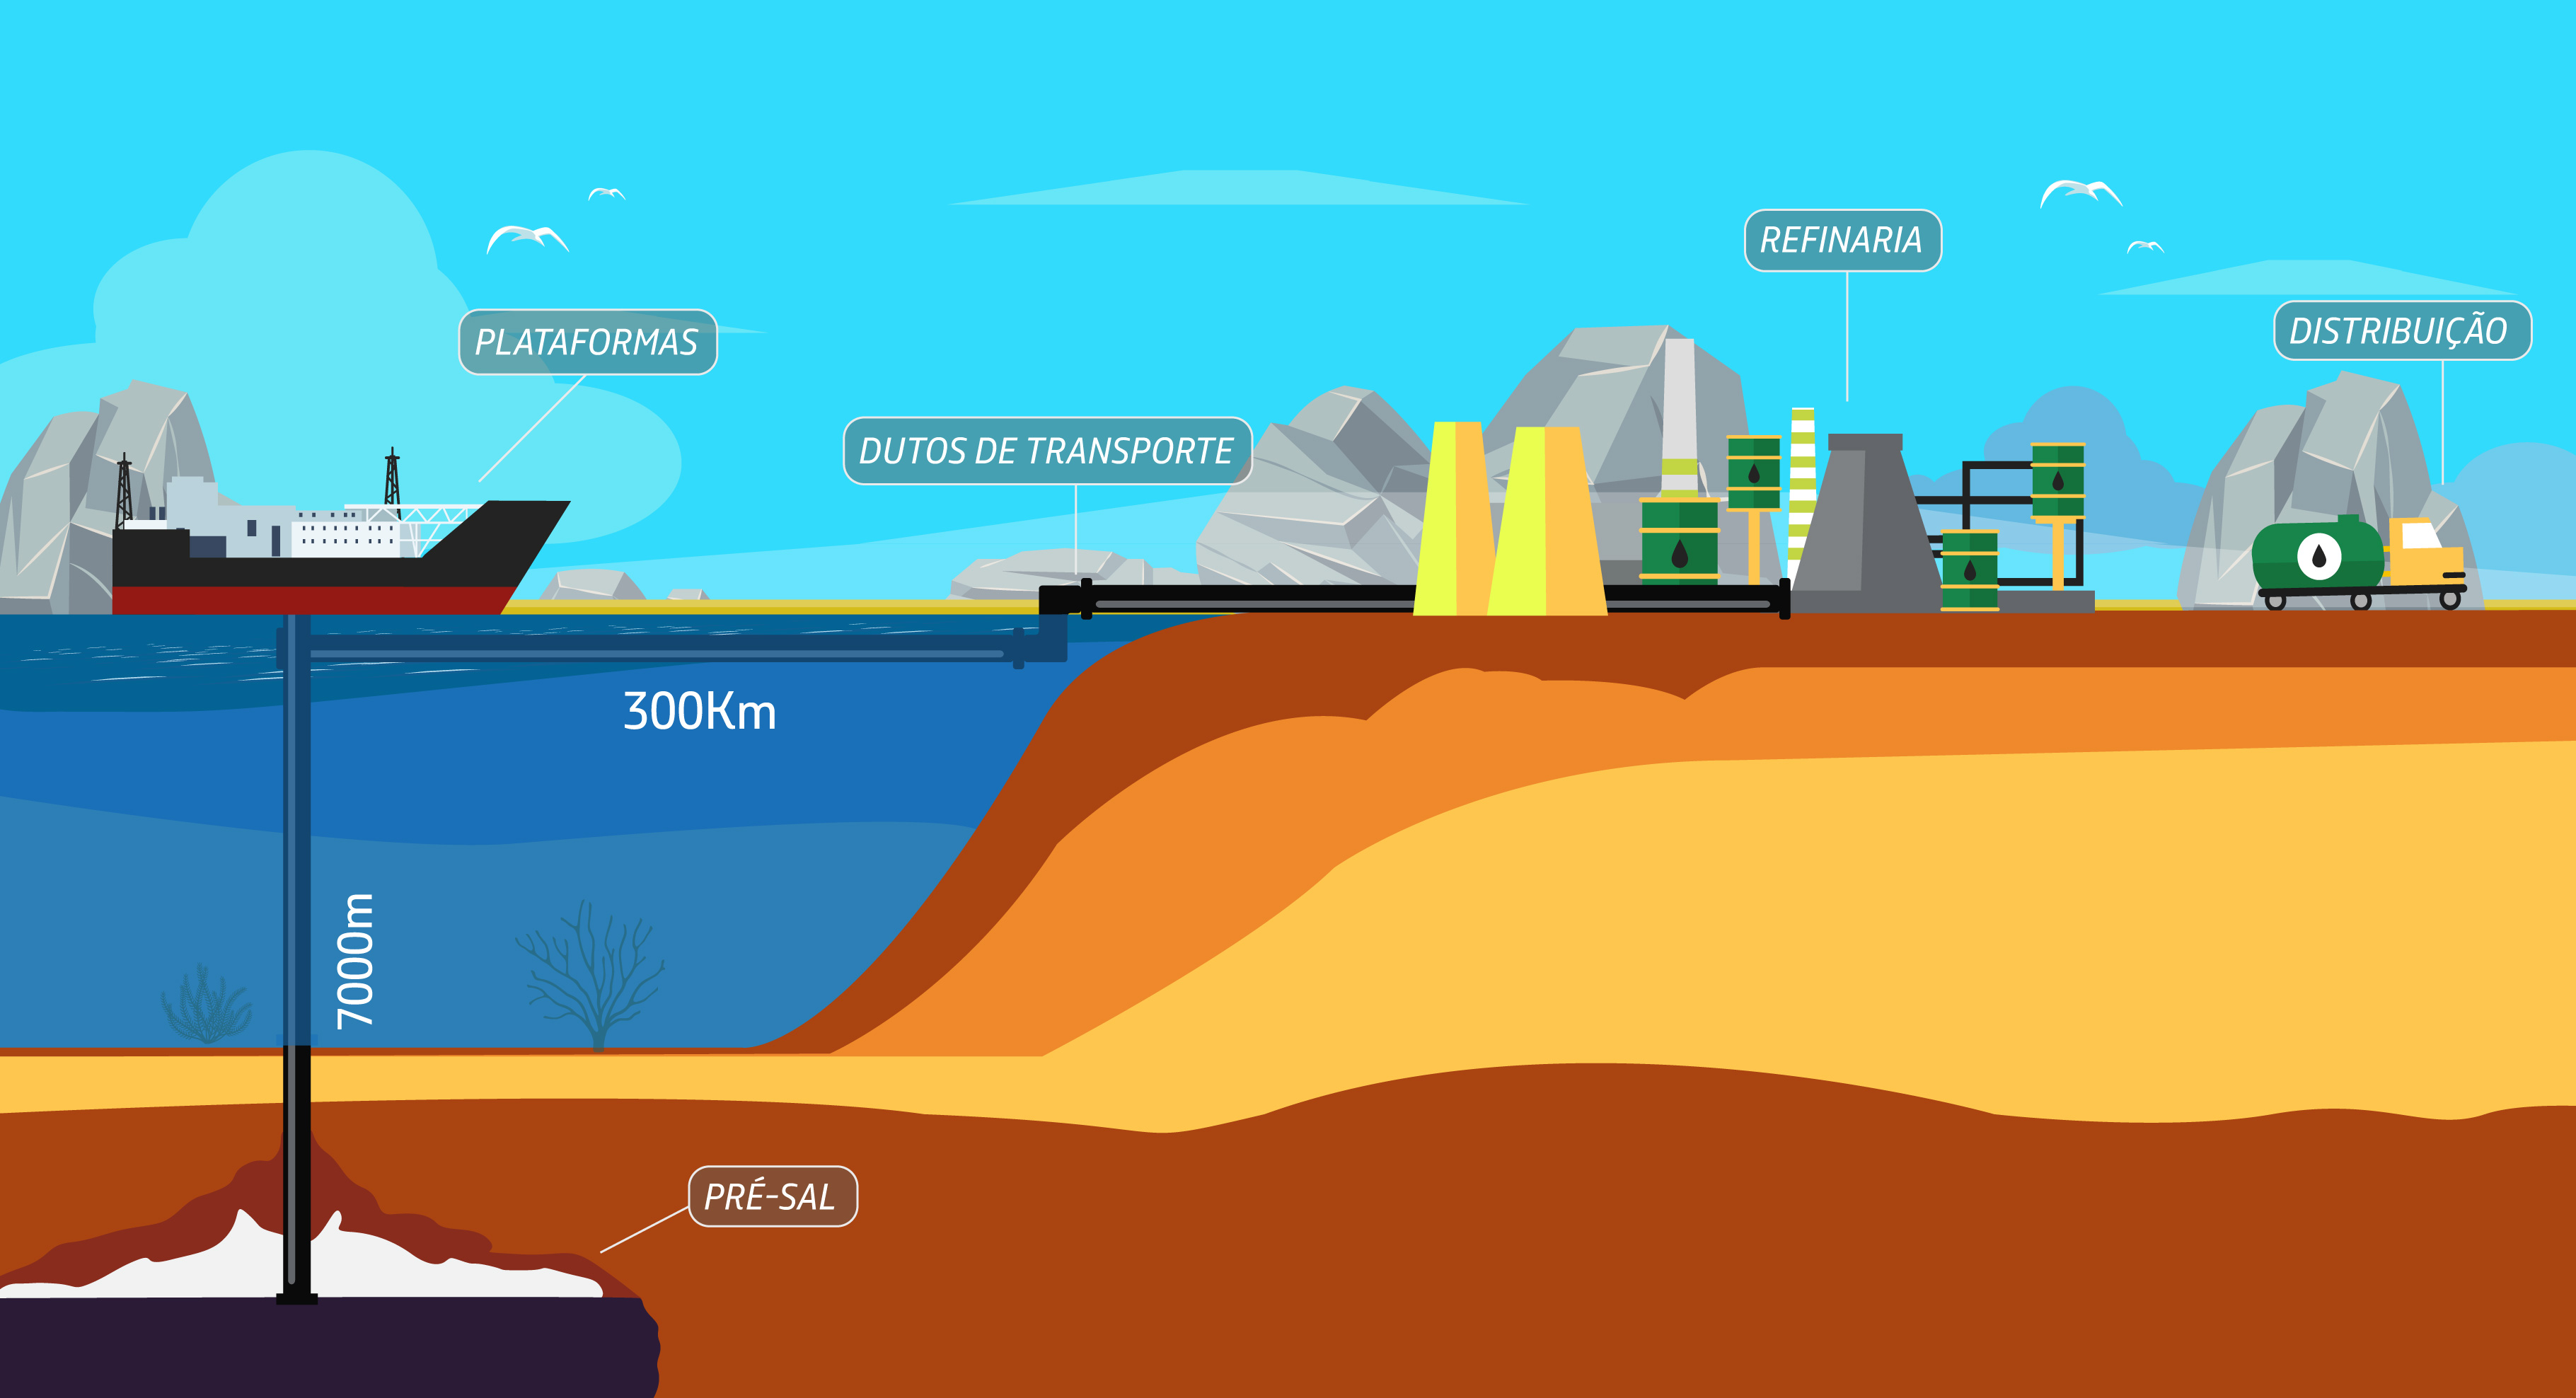 REFINARIA
PLATAFORMAS
DISTRIBUIÇÃO
DUTOS DE TRANSPORTE
300Km
7000m
PRÉ-SAL